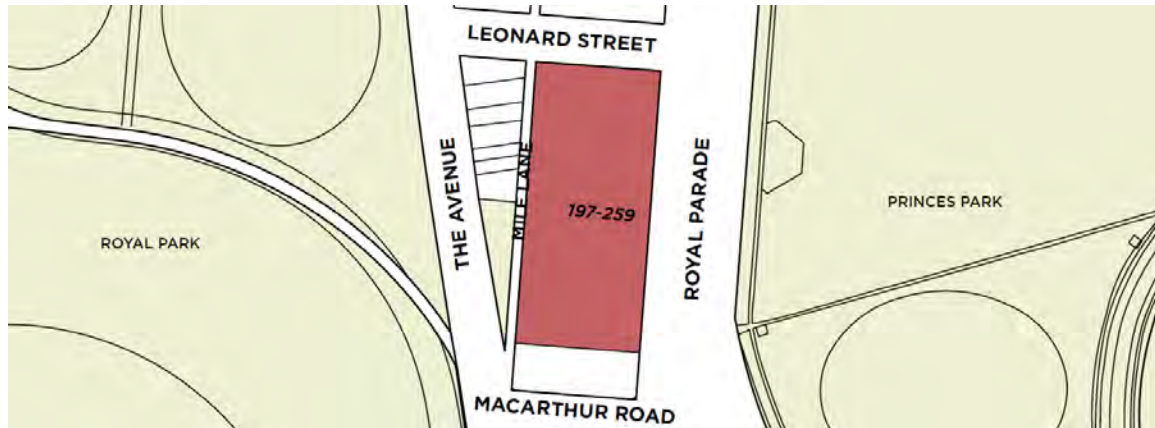 LEONARD STREET
THE AVENUE
MILE LANE
197-259
ROYAL PARADE
PRINCES PARK
ROYAL PARK
MACARTHUR ROAD